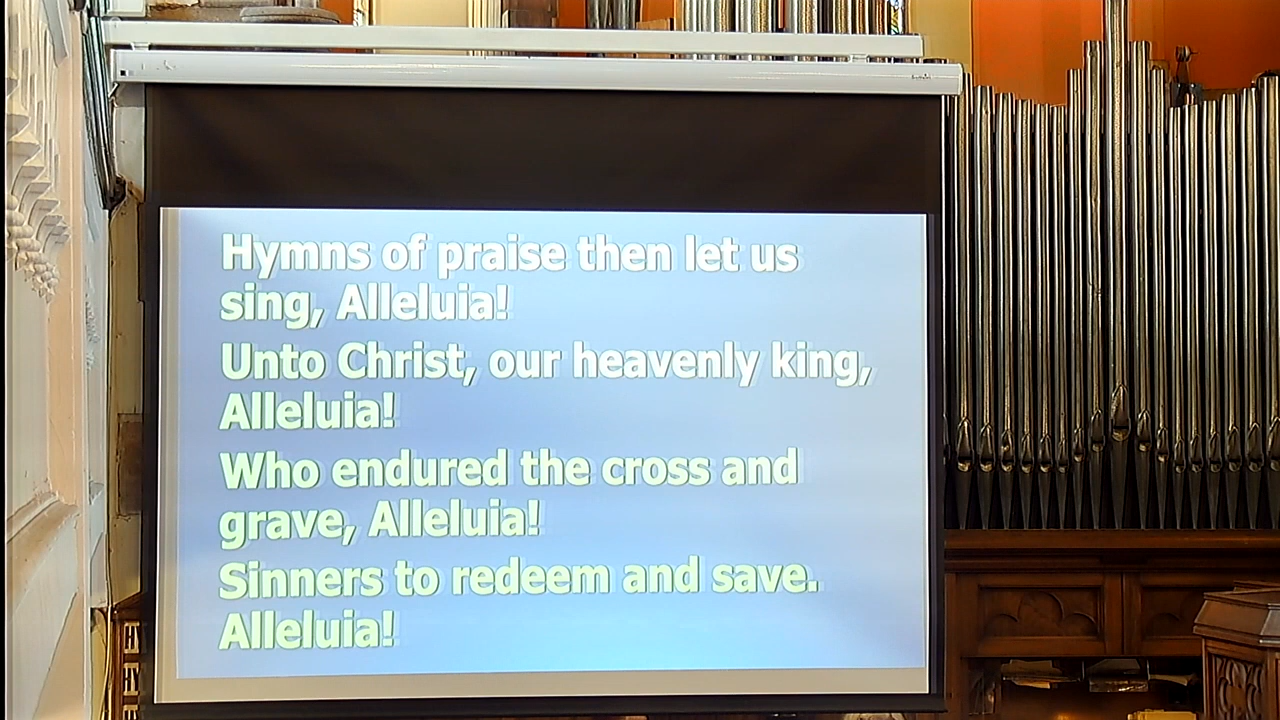 Hymns of praise then let us
sing, Alleluia!
Unto Christ, our heavenly king,
Alleluia!
Who endured the cross and
grave, Alleluia!
Sinners to redeem and save.
Alleluia!